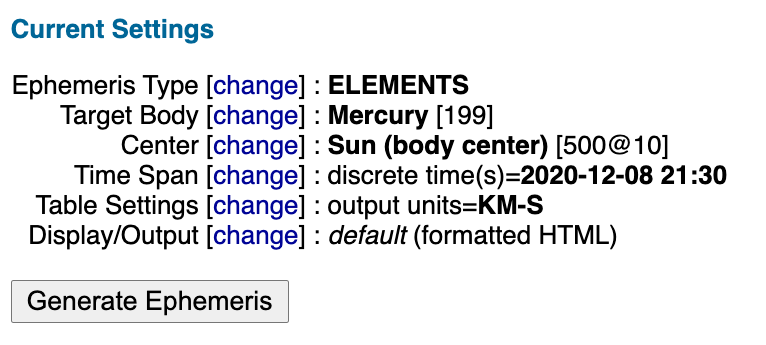 Current Settings
Ephemeris Type [change] : ELEMENTS
Target Body [change] : Mercury [199]
Center [change] : Sun (body center) [500@10]
Time Span [change] : discrete time(s)=2020-12-08 21:30
Table Settings [change] : output units=KM-S
Display/Output [change] : default (formatted HTML)
Generate Ephemeris